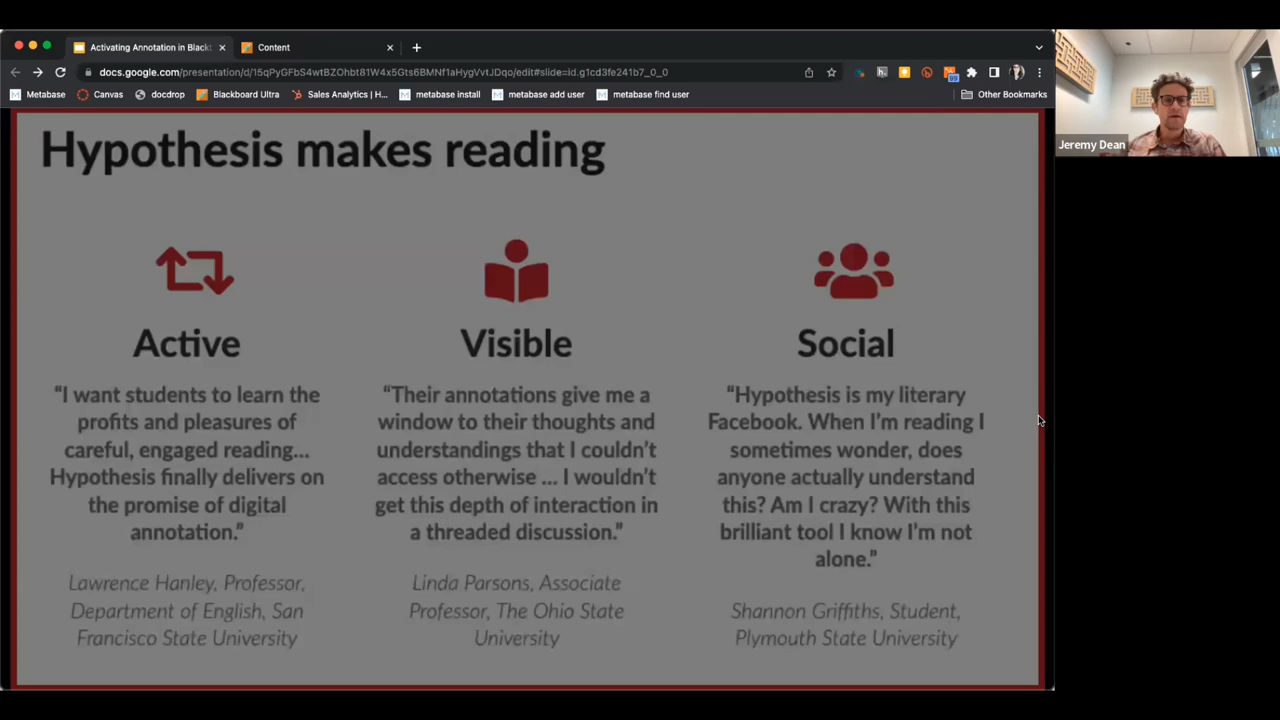 Activating Annotation in Black
Content
docs.google.com/presentation/d/15qPyGFbS4wtBZOhbt81W4x5Gts6BMNf1aHygVvtJDqo/edit#slide=id.g1cd3fe241b7_0_0
Metabase
Canvas
docdrop
Blackboard Ultra
Sales Analytics | H...
metabase install
metabase add user
metabase find user
Other Bookmarks
Jeremy Dean
Hypothesis makes reading
Active
“I want students to learn the
profits and pleasures of
careful, engaged reading...
Hypothesis finally delivers on
the promise of digital
annotation.”
Lawrence Hanley, Professor,
Department of English, San
Francisco State University
Visible
“Their annotations give me a
window to their thoughts and
understandings that I couldn’t
access otherwise ... I wouldn’t
get this depth of interaction in
a threaded discussion.”
Linda Parsons, Associate
Professor, The Ohio State
University
Social
“Hypothesis is my literary
Facebook. When I’m reading I
sometimes wonder, does
anyone actually understand
this? Am I crazy? With this
brilliant tool I know I’m not
alone.”
Shannon Griffiths, Student,
Plymouth State University